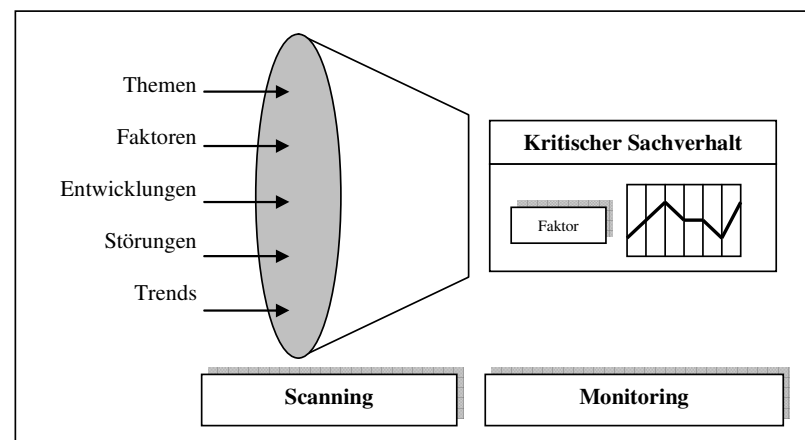 Themen
Faktoren
Entwicklungen
Störungen
Trends
Kritischer Sachverhalt
Faktor
Scanning
Monitoring